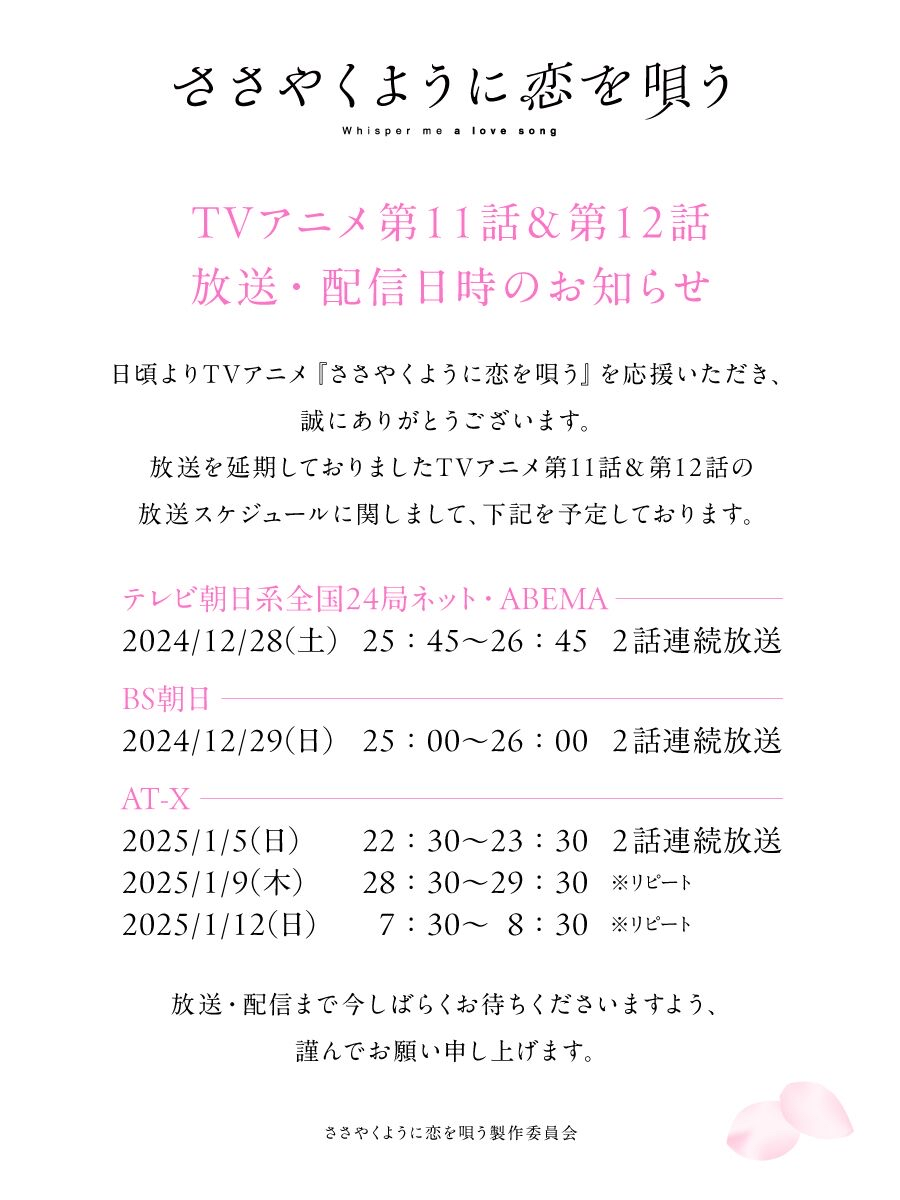 ささやくように恋を唄う
Whisper me a love song
TVアニメ第11話＆第12話
放送・配信日時のお知らせ
日頃よりTVアニメ『ささやくように恋を唄う』を応援いただき、
誠にありがとうございます。
放送を延期しておりましたTVアニメ第11話＆第12話の
放送スケジュールに関しまして、下記を予定しております。
テレビ朝日系全国24局ネット・ABEMA
2024/12/28(土) 25：45～26：45 2話連続放送
BS朝日
2024/12/29(日) 25：00～26：00 2話連続放送
AT-X
2025/1/5(日) 22：30～23：30 2話連続放送
2025/1/9(木) 28：30～29：30 ※リピート
2025/1/12(日) 7：30～ 8：30 ※リピート
放送・配信まで今しばらくお待ちくださいますよう、
謹んでお願い申し上げます。
ささやくように恋を唄う製作委員会